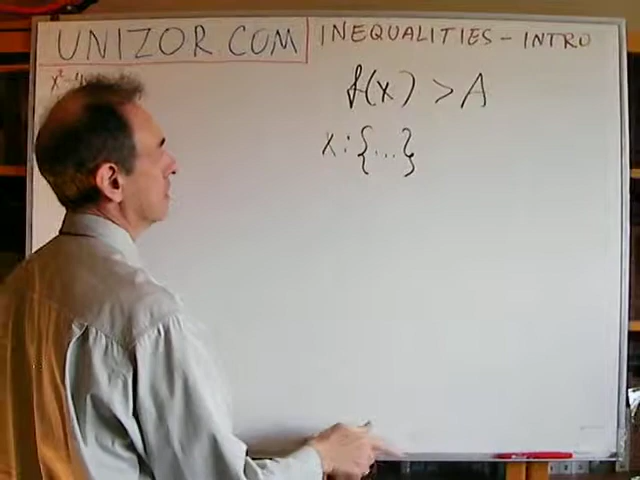 UNIZOR.COM
INEQUALITIES - INTRO
f(x) > A
x: {...}